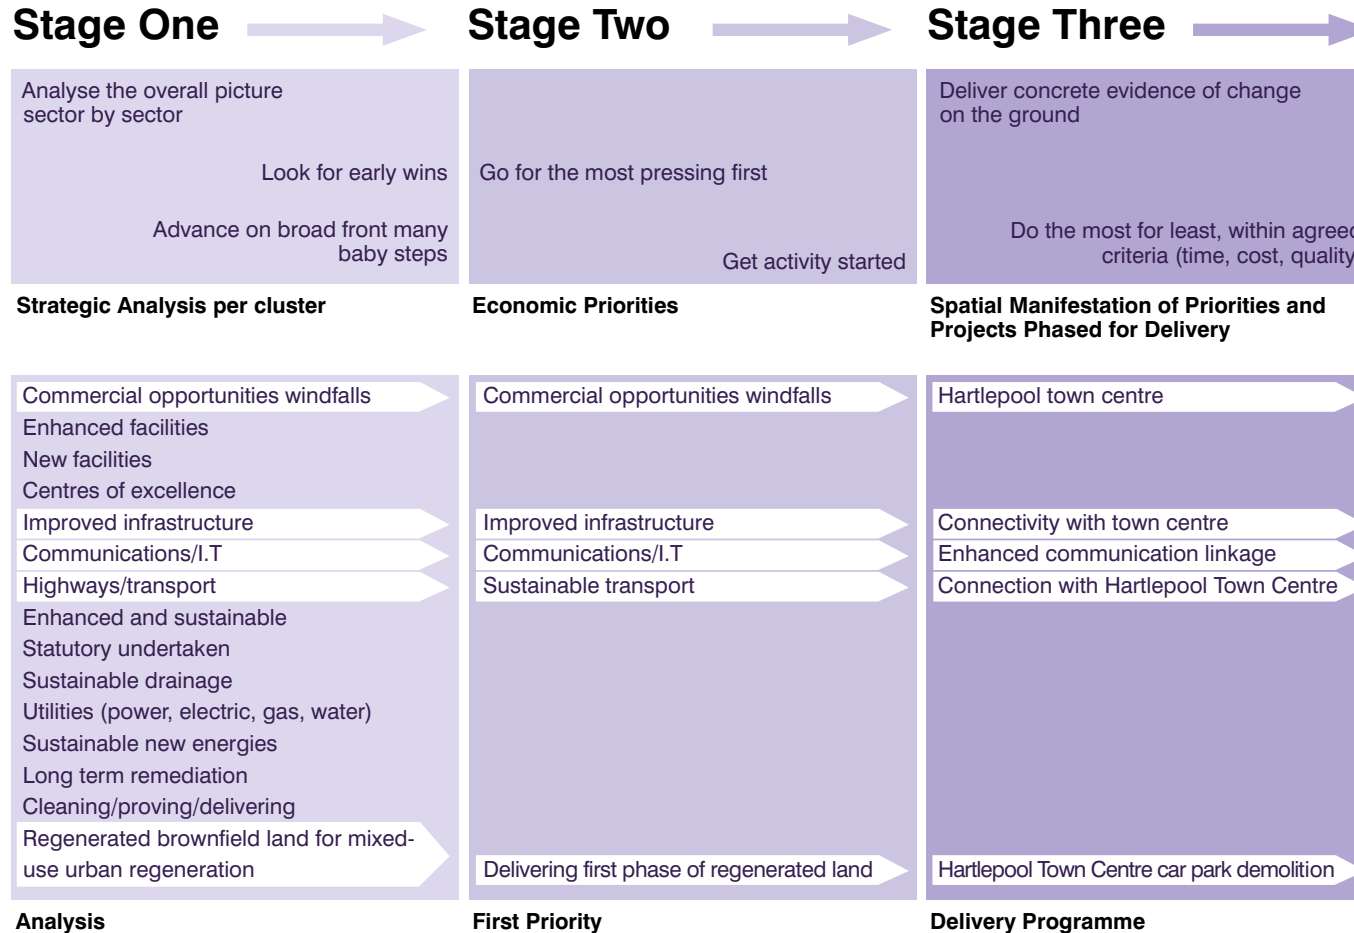 Stage One
Stage Two
Stage Three
Analyse the overall picture
sector by sector
Look for early wins
Advance on broad front many
baby steps
Go for the most pressing first
Get activity started
Deliver concrete evidence of change
on the ground
Do the most for least, within agreed
criteria (time, cost, quality
Strategic Analysis per cluster
Economic Priorities
Spatial Manifestation of Priorities and
Projects Phased for Delivery
Commercial opportunities windfalls
Enhanced facilities
New facilities
Centres of excellence
Improved infrastructure
Communications/I.T
Highways/transport
Enhanced and sustainable
Statutory undertaken
Sustainable drainage
Utilities (power, electric, gas, water)
Sustainable new energies
Long term remediation
Cleaning/proving/delivering
Regenerated brownfield land for mixed-
use urban regeneration
Analysis
Commercial opportunities windfalls
Improved infrastructure
Communications/I.T
Sustainable transport
Delivering first phase of regenerated land
First Priority
Hartlepool town centre
Connectivity with town centre
Enhanced communication linkage
Connection with Hartlepool Town Centre
Hartlepool Town Centre car park demolition
Delivery Programme